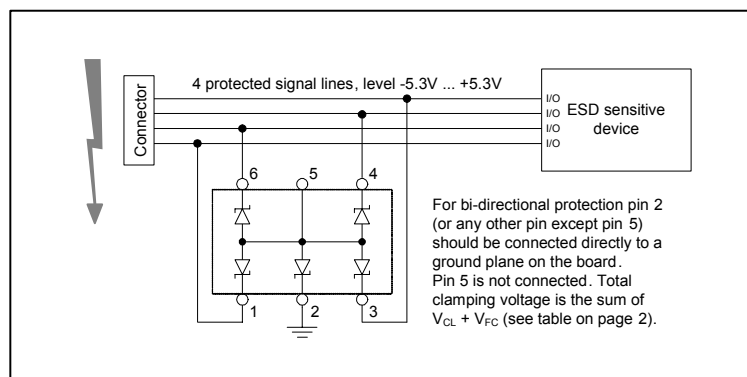 4 protected signal lines, level -5.3V ... +5.3V
Connector
I/O
I/O
I/O
I/O
ESD sensitive
device
6
5
4
1
2
3
For bi-directional protection pin 2
(or any other pin except pin 5)
should be connected directly to a
ground plane on the board.
Pin 5 is not connected. Total
clamping voltage is the sum of
VCL + VFC (see table on page 2).